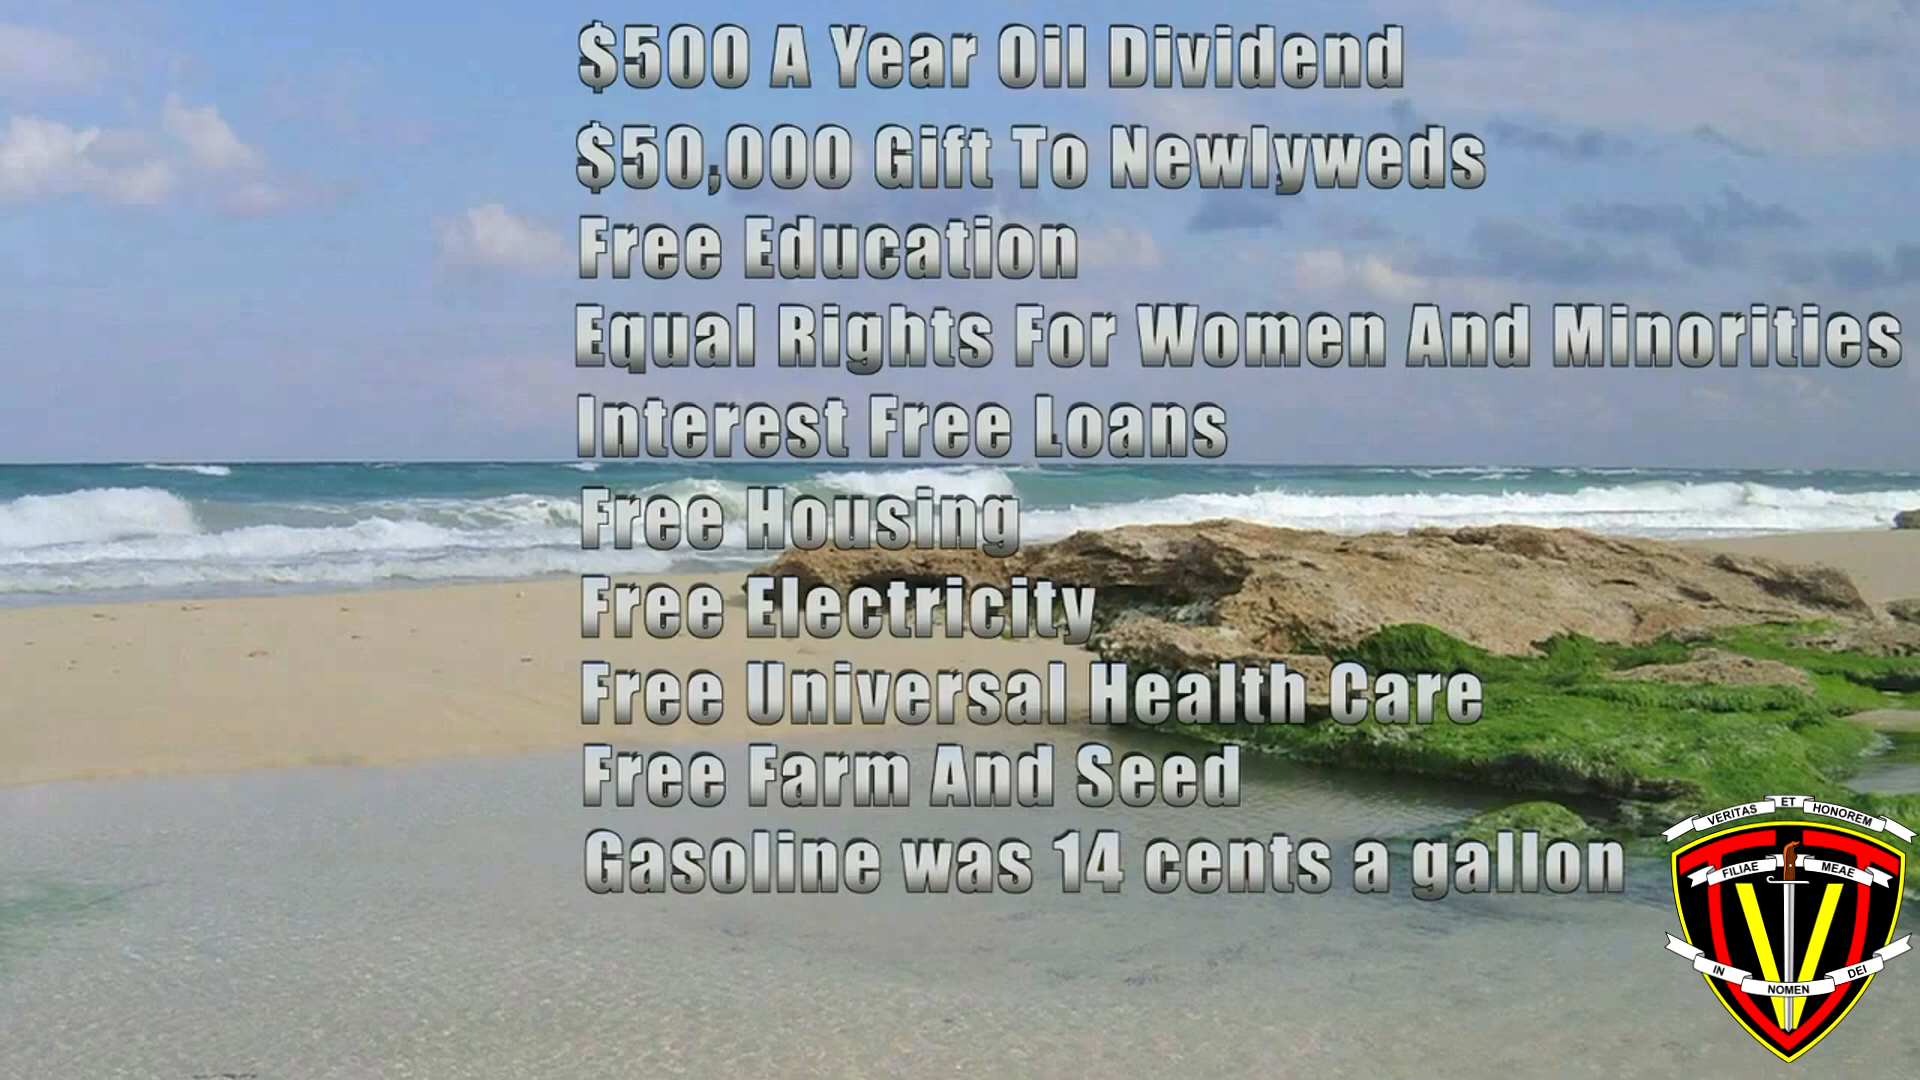 $500 A Year Oil Dividend
$50,000 Gift To Newlyweds
Free Education
Equal Rights For Women And Minorities
Interest Free Loans
Free Housing
Free Electricity
Free Universal Health Care
Free Farm And Seed
Gasoline was 14 cents a gallon
VERITAS ET HONOREM
FILIAE MEAE
IN NOMEN DEI